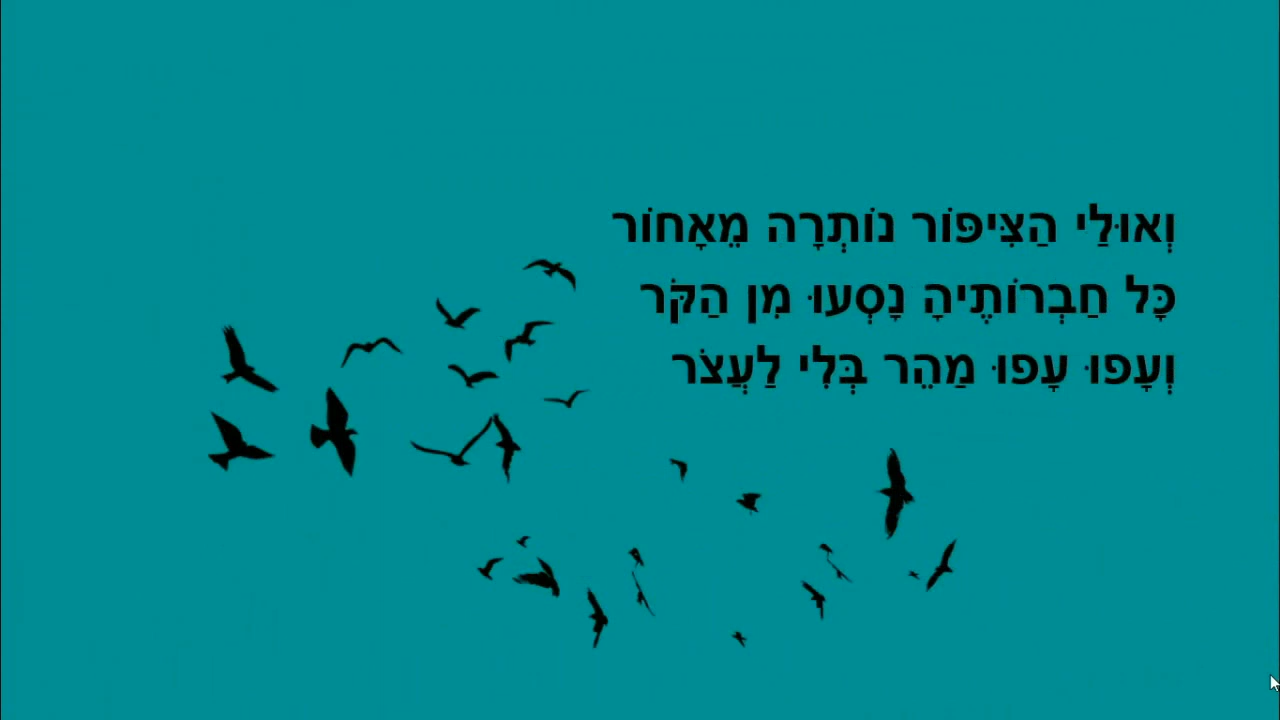 וְאוּלַי הַצִּיפּוֹר נוֹתְרָה מֵאָחוֹר
כָּל חַבְרוֹתֶיהָ נָסְעוּ מִן הַקֹּר
וְעָפוּ עָפוּ מַהֵר בְּלִי לַעֲצֹר